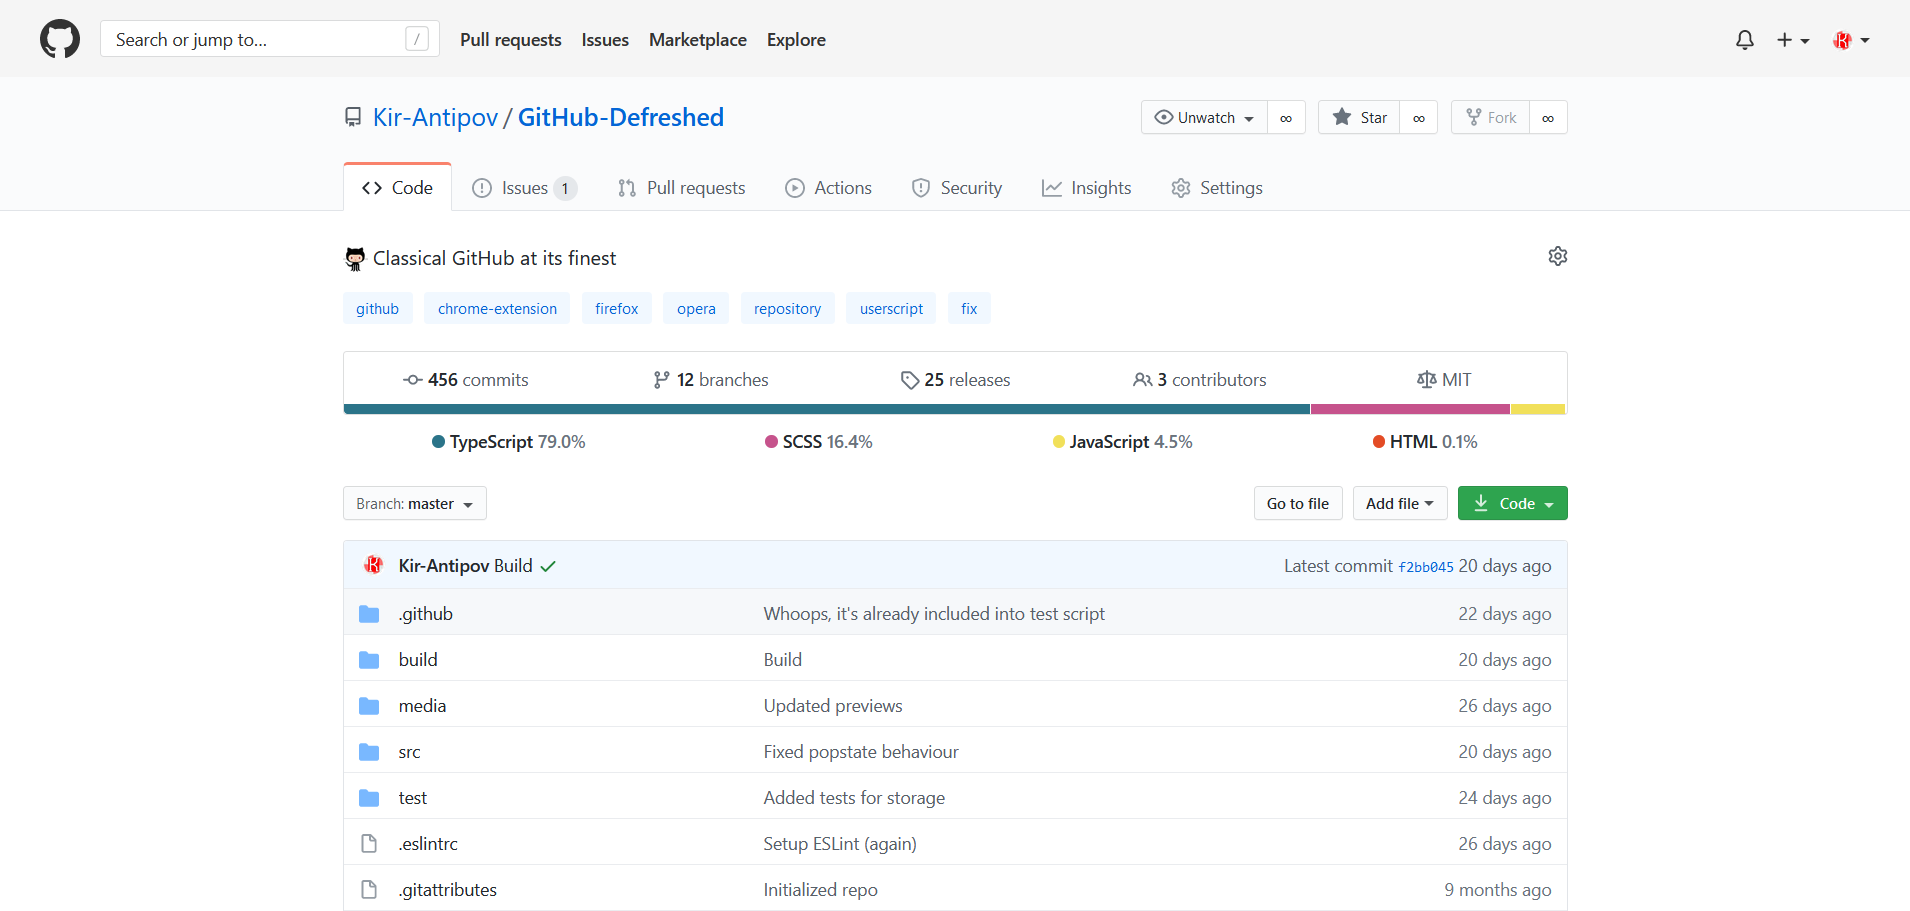 Search or jump to... / Pull requests Issues Marketplace Explore
Kir-Antipov / GitHub-Defreshed Unwatch ∞ Star ∞ Fork ∞
Code Issues 1 Pull requests Actions Security Insights Settings
Classical GitHub at its finest
github chrome-extension firefox opera repository userscript fix
456 commits 12 branches 25 releases 3 contributors MIT
TypeScript 79.0% SCSS 16.4% JavaScript 4.5% HTML 0.1%
Branch: master Go to file Add file Code
Kir-Antipov Build Latest commit f2bb045 20 days ago
.github Whoops, it's already included into test script 22 days ago
build Build 20 days ago
media Updated previews 26 days ago
src Fixed popstate behaviour 20 days ago
test Added tests for storage 24 days ago
.eslintrc Setup ESLint (again) 26 days ago
.gitattributes Initialized repo 9 months ago